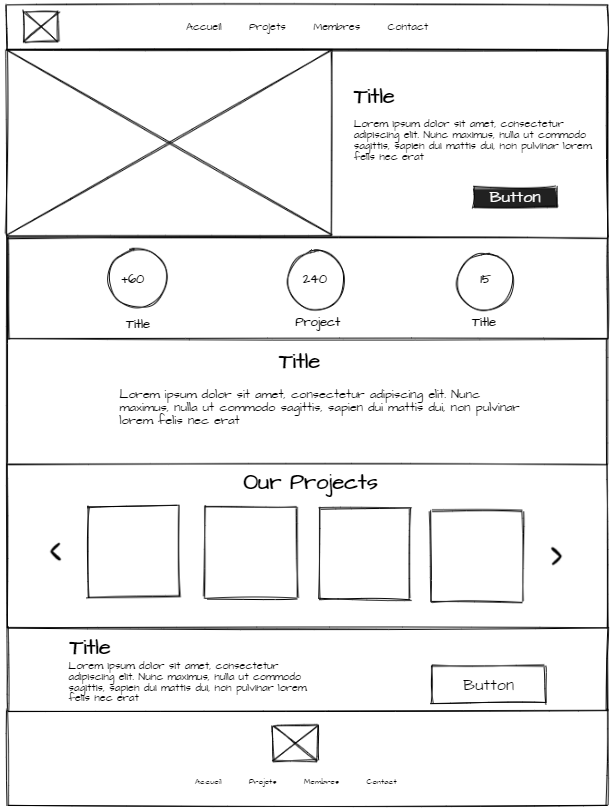 Accueil Projets Membres Contact
Title
Lorem ipsum dolor sit amet, consectetur
adipiscing elit. Nunc maximus, nulla ut commodo
sagittis, sapien dui mattis dui, non pulvinar lorem
felis nec erat
Button
+60 240 15
Title Project Title
Title
Lorem ipsum dolor sit amet, consectetur adipiscing elit. Nunc
maximus, nulla ut commodo sagittis, sapien dui mattis dui, non pulvinar
lorem felis nec erat
Our Projects
Title
Lorem ipsum dolor sit amet, consectetur
adipiscing elit. Nunc maximus, nulla ut commodo
sagittis, sapien dui mattis dui, non pulvinar lorem
felis nec erat
Button
Accueil Projets Membres Contact